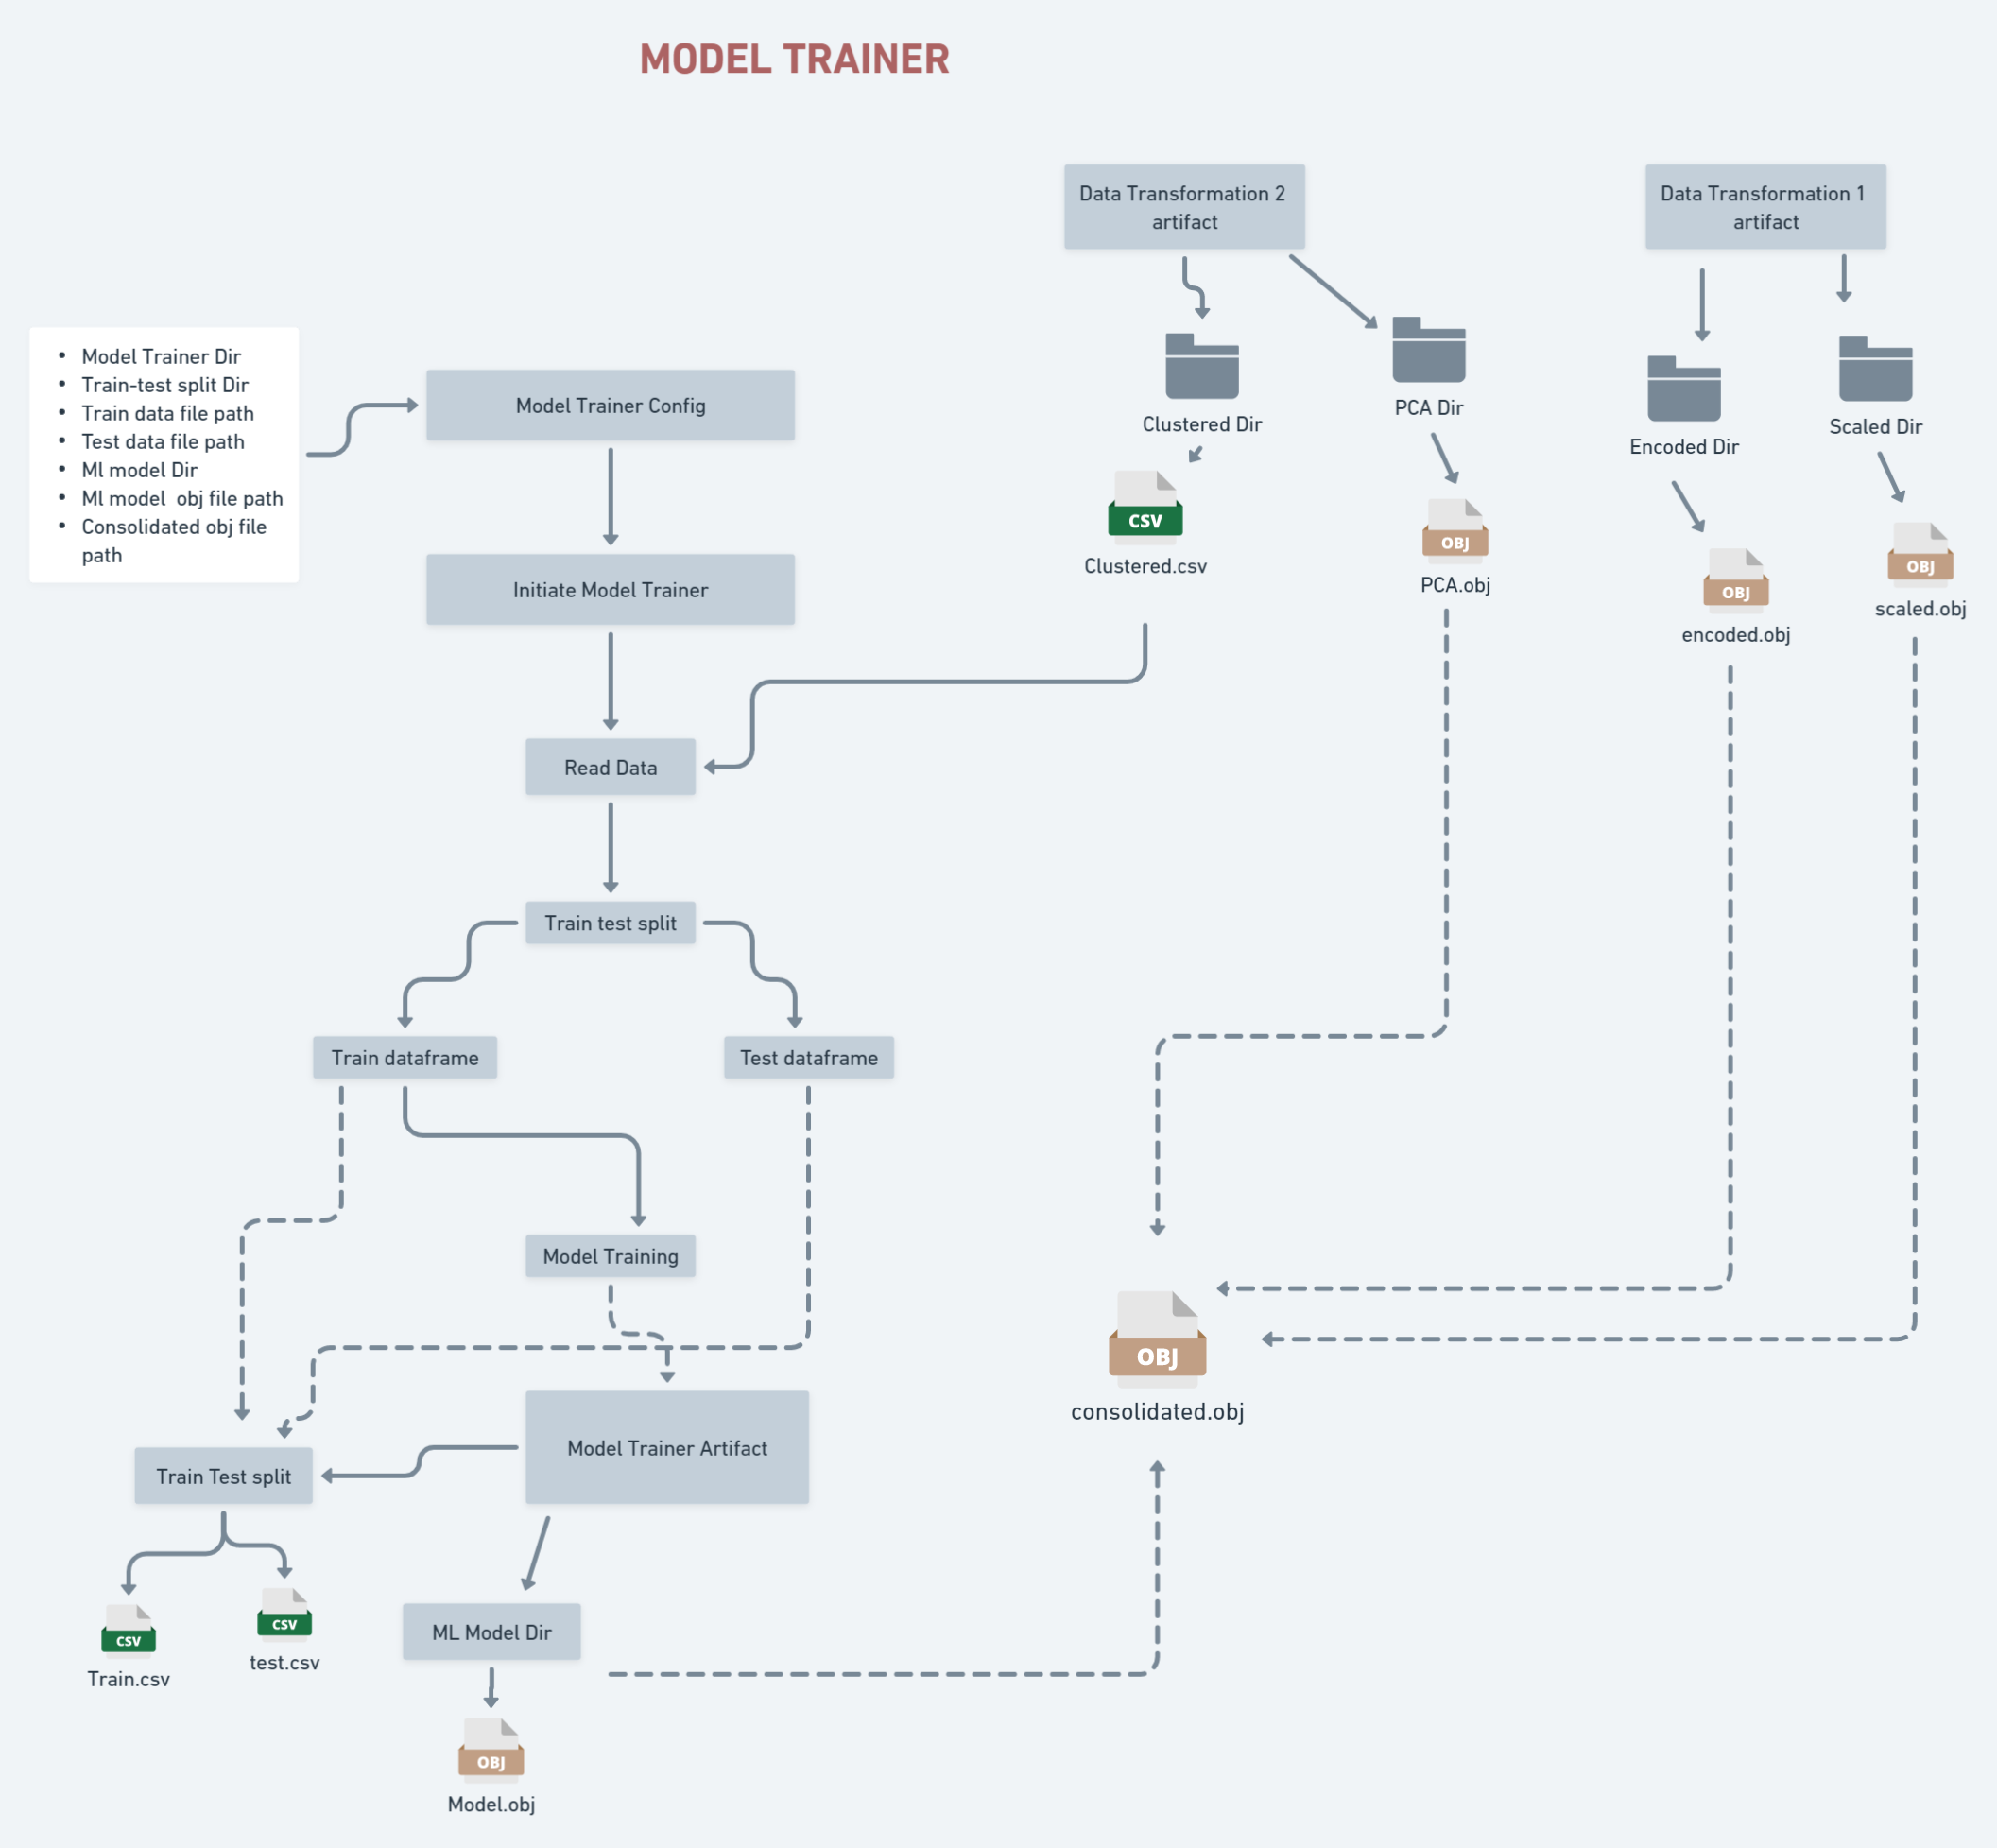 MODEL TRAINER
Data Transformation 2
artifact
Data Transformation 1
artifact
• Model Trainer Dir
• Train-test split Dir
• Train data file path
• Test data file path
• Ml model Dir
• Ml model  obj file path
• Consolidated obj file
path
Model Trainer Config
Clustered Dir
PCA Dir
Encoded Dir
Scaled Dir
CSV
Clustered.csv
OBJ
PCA.obj
OBJ
encoded.obj
OBJ
scaled.obj
Initiate Model Trainer
Read Data
Train test split
Train dataframe
Test dataframe
Model Training
OBJ
consolidated.obj
Model Trainer Artifact
Train Test split
CSV
Train.csv
CSV
test.csv
ML Model Dir
OBJ
Model.obj